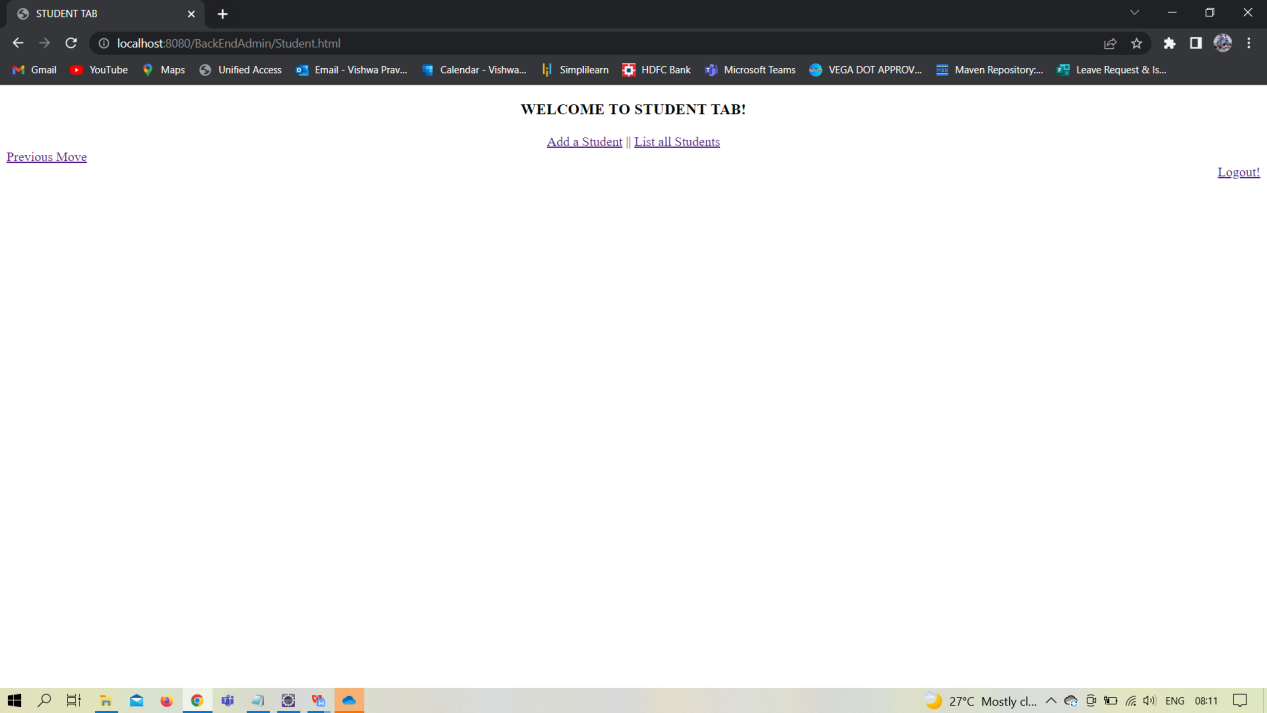 STUDENT TAB
localhost:8080/BackEndAdmin/Student.html
Gmail YouTube Maps Unified Access Email - Vishwa Prav... Calendar - Vishwa... Simplilearn HDFC Bank Microsoft Teams VEGA DOT APPROV... Maven Repository:... Leave Request & Is...
WELCOME TO STUDENT TAB!
Add a Student || List all Students
Previous Move
Logout!
27°C Mostly cl... ENG 08:11